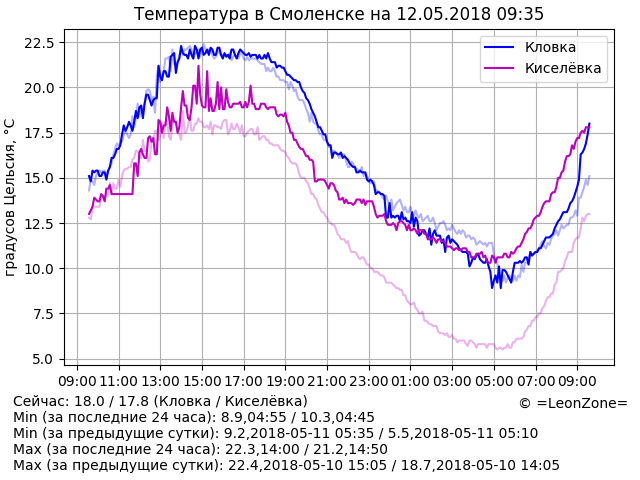 Температура в Смоленске на 12.05.2018 09:35
Кловка
Киселёвка
градусов Цельсия, °C
22.5
20.0
17.5
15.0
12.5
10.0
7.5
5.0
09:00 11:00 13:00 15:00 17:00 19:00 21:00 23:00 01:00 03:00 05:00 07:00 09:00
Сейчас: 18.0 / 17.8 (Кловка / Киселёвка)
© =LeonZone=
Min (за последние 24 часа): 8.9,04:55 / 10.3,04:45
Min (за предыдущие сутки): 9.2,2018-05-11 05:35 / 5.5,2018-05-11 05:10
Max (за последние 24 часа): 22.3,14:00 / 21.2,14:50
Max (за предыдущие сутки): 22.4,2018-05-10 15:05 / 18.7,2018-05-10 14:05